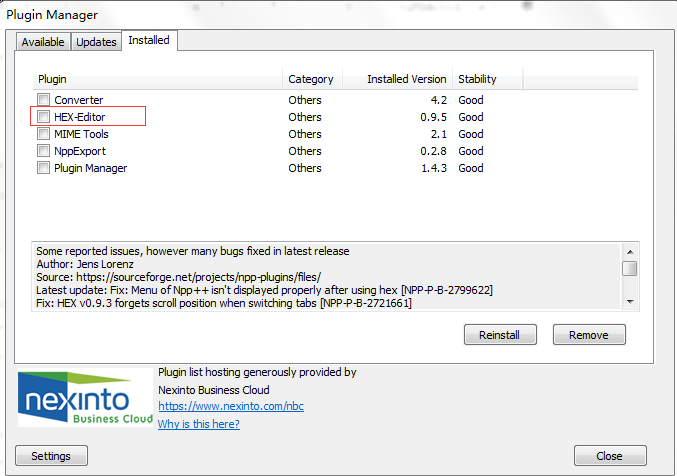 Plugin Manager
Available Updates Installed
Plugin Category Installed Version Stability
Converter Others 4.2 Good
HEX-Editor Others 0.9.5 Good
MIME Tools Others 2.1 Good
NppExport Others 0.2.8 Good
Plugin Manager Others 1.4.3 Good
Some reported issues, however many bugs fixed in latest release
Author: Jens Lorenz
Source: https://sourceforge.net/projects/npp-plugins/files/
Latest update: Fix: Menu of Npp++ isn't displayed properly after using hex [NPP-P-B-2799622]
Fix: HEX v0.9.3 forgets scroll position when switching tabs [NPP-P-B-2721661]
Reinstall Remove
nexinto
Business Cloud
Plugin list hosting generously provided by
Nexinto Business Cloud
https://www.nexinto.com/nbc
Why is this here?
Settings Close